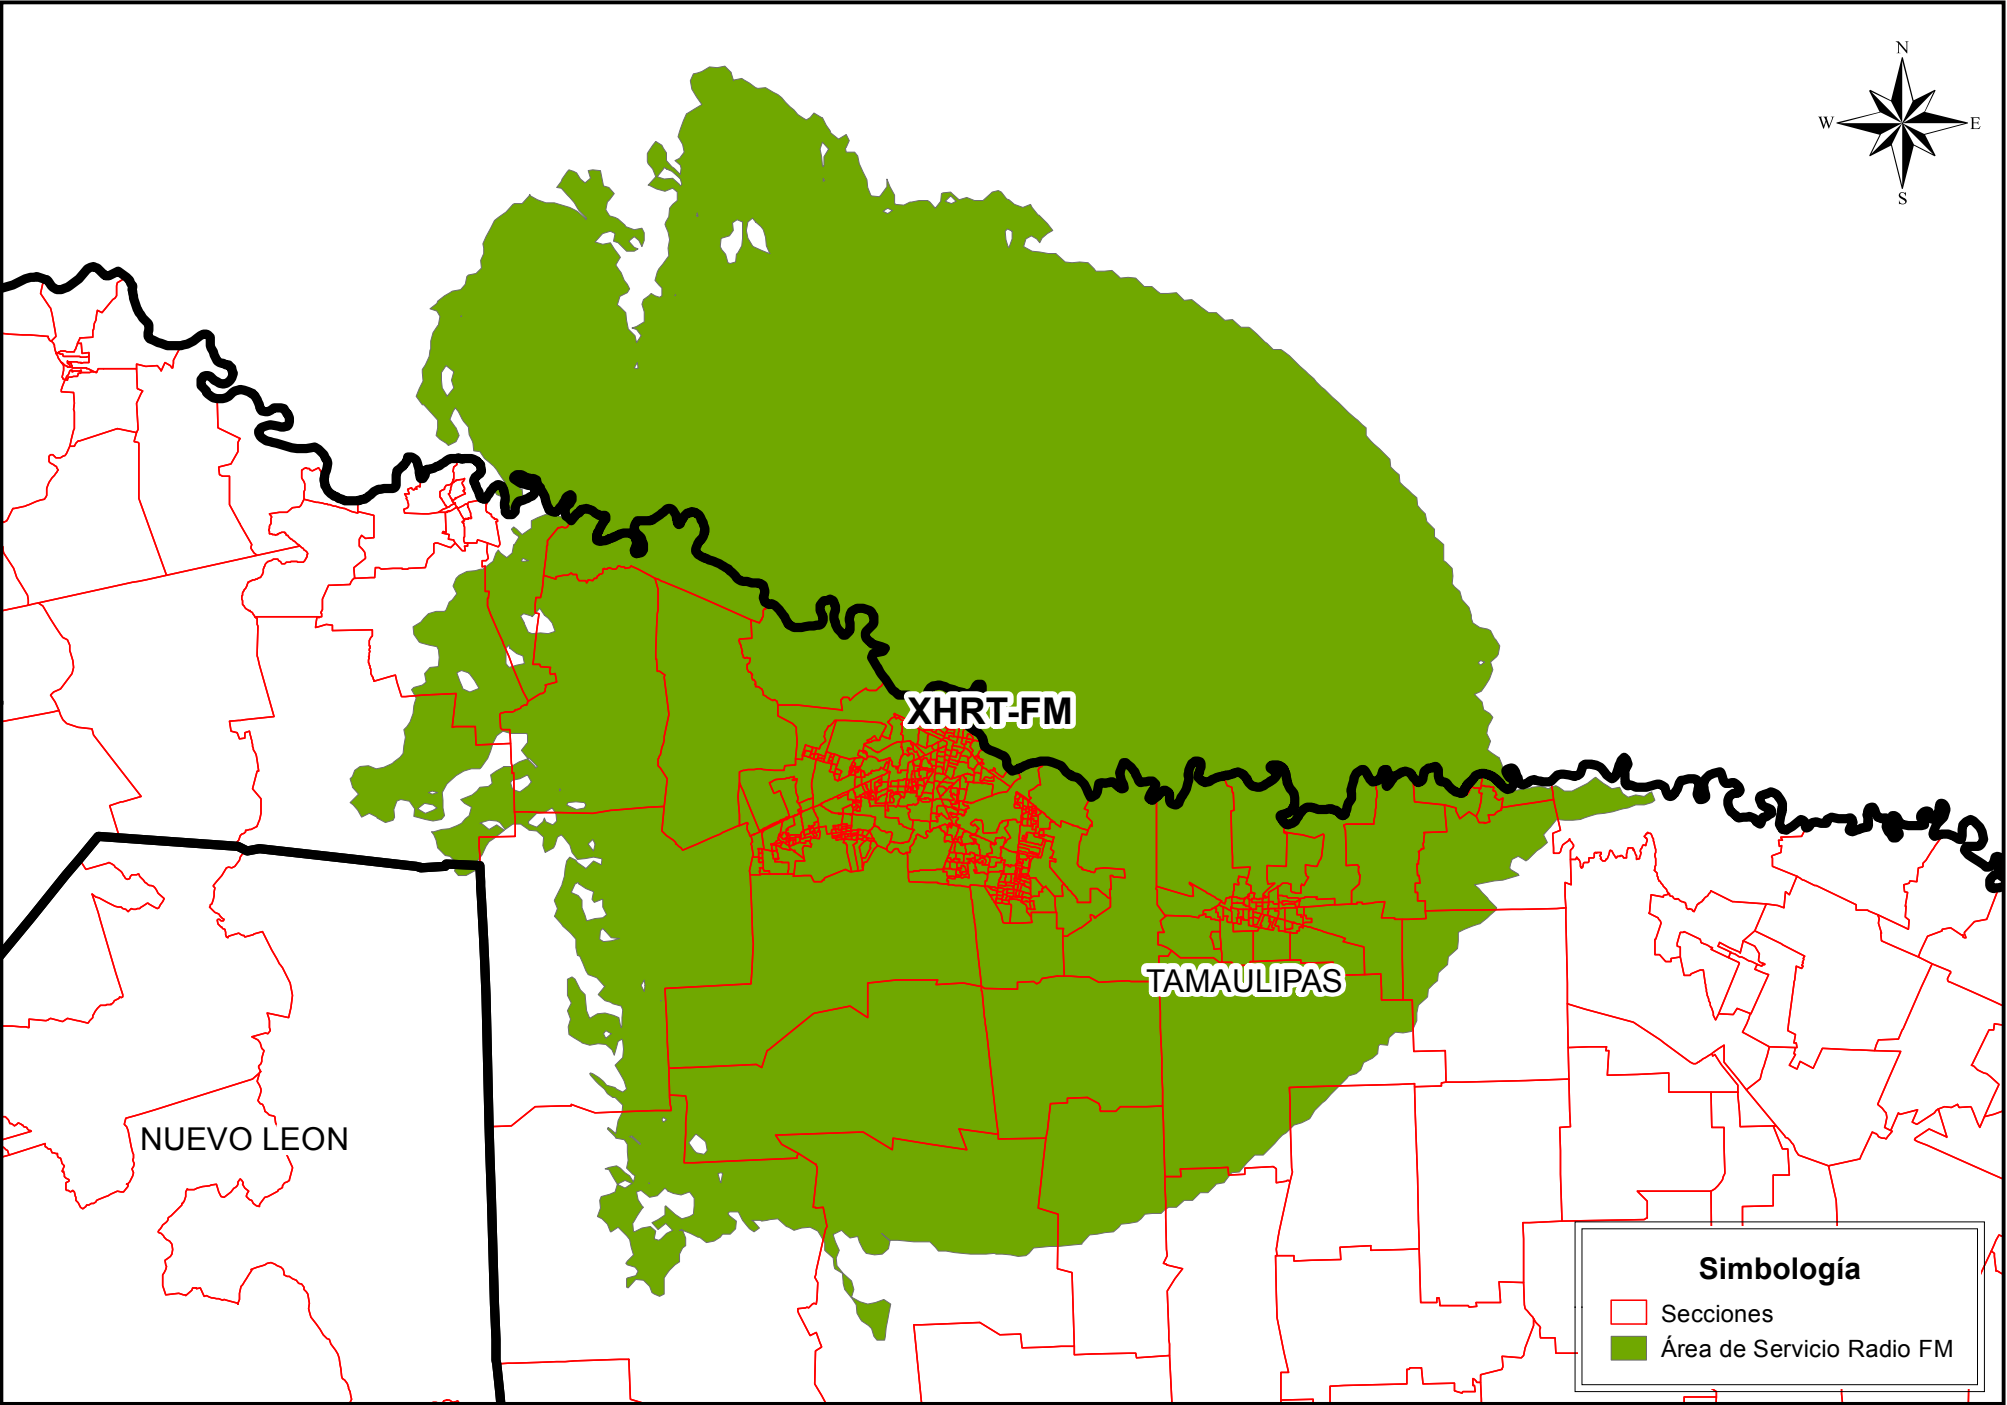 N
W E
S
XHRT-FM
TAMAULIPAS
NUEVO LEON
Simbología
Secciones
Área de Servicio Radio FM